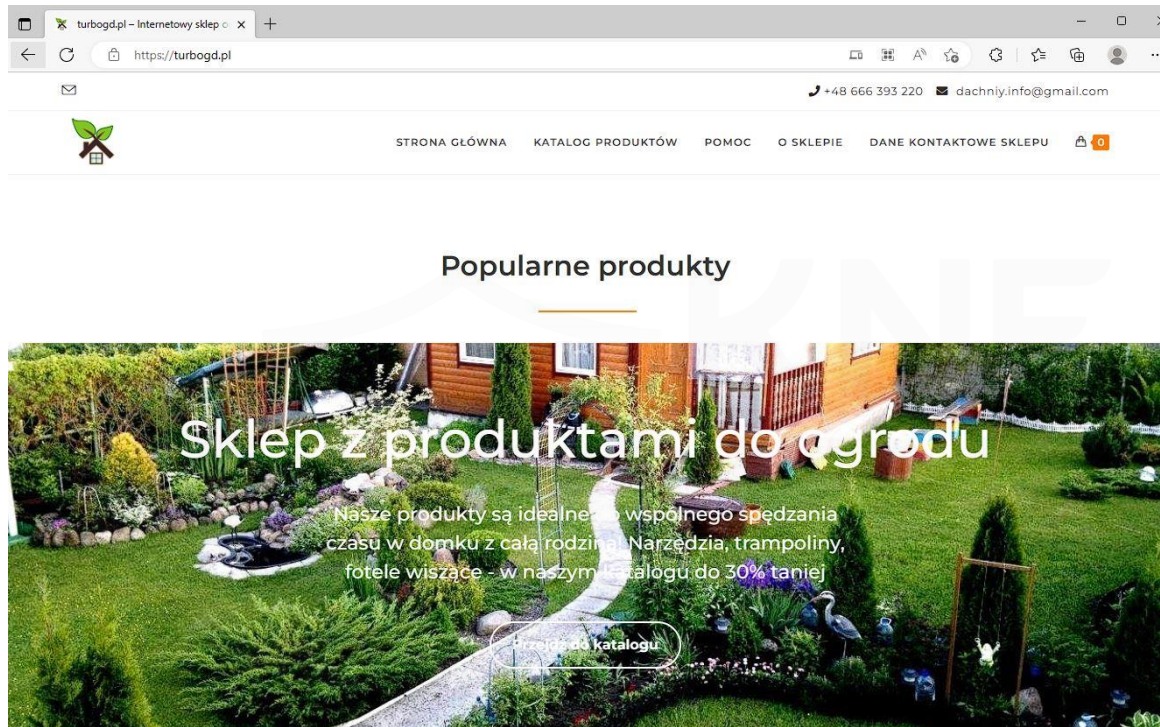 turbogd.pl – Internetowy sklep
https://turbogd.pl
+48 666 393 220 dachniy.info@gmail.com
STRONA GŁÓWNA KATALOG PRODUKTÓW POMOC O SKLEPIE DANE KONTAKTOWE SKLEPU 0
Popularne produkty
Sklep z produktami do ogrodu
Nasze produkty są idealne do wspólnego spędzania
czasu w domku z całą rodziną! Narzędzia, trampoliny,
fotele wiszące - w naszym katalogu do 30% taniej
Przejdź do katalogu